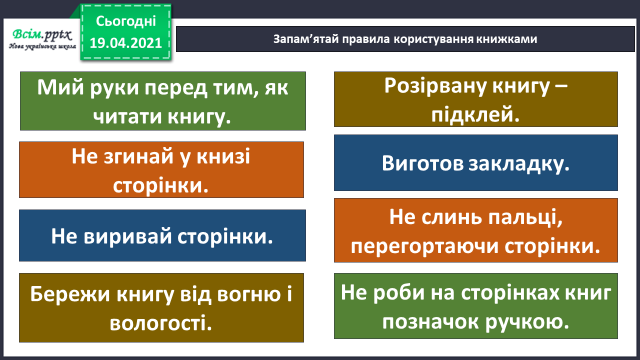 Всім.pptx
Нова українська школа
Сьогодні
19.04.2021
Запам’ятай правила користування книжками
Мий руки перед тим, як
читати книгу.
Не згинай у книзі
сторінки.
Не виривай сторінки.
Бережи книгу від вогню і
вологості.
Розірвану книгу –
підклей.
Виготов закладку.
Не слинь пальці,
перегортаючи сторінки.
Не роби на сторінках книг
позначок ручкою.